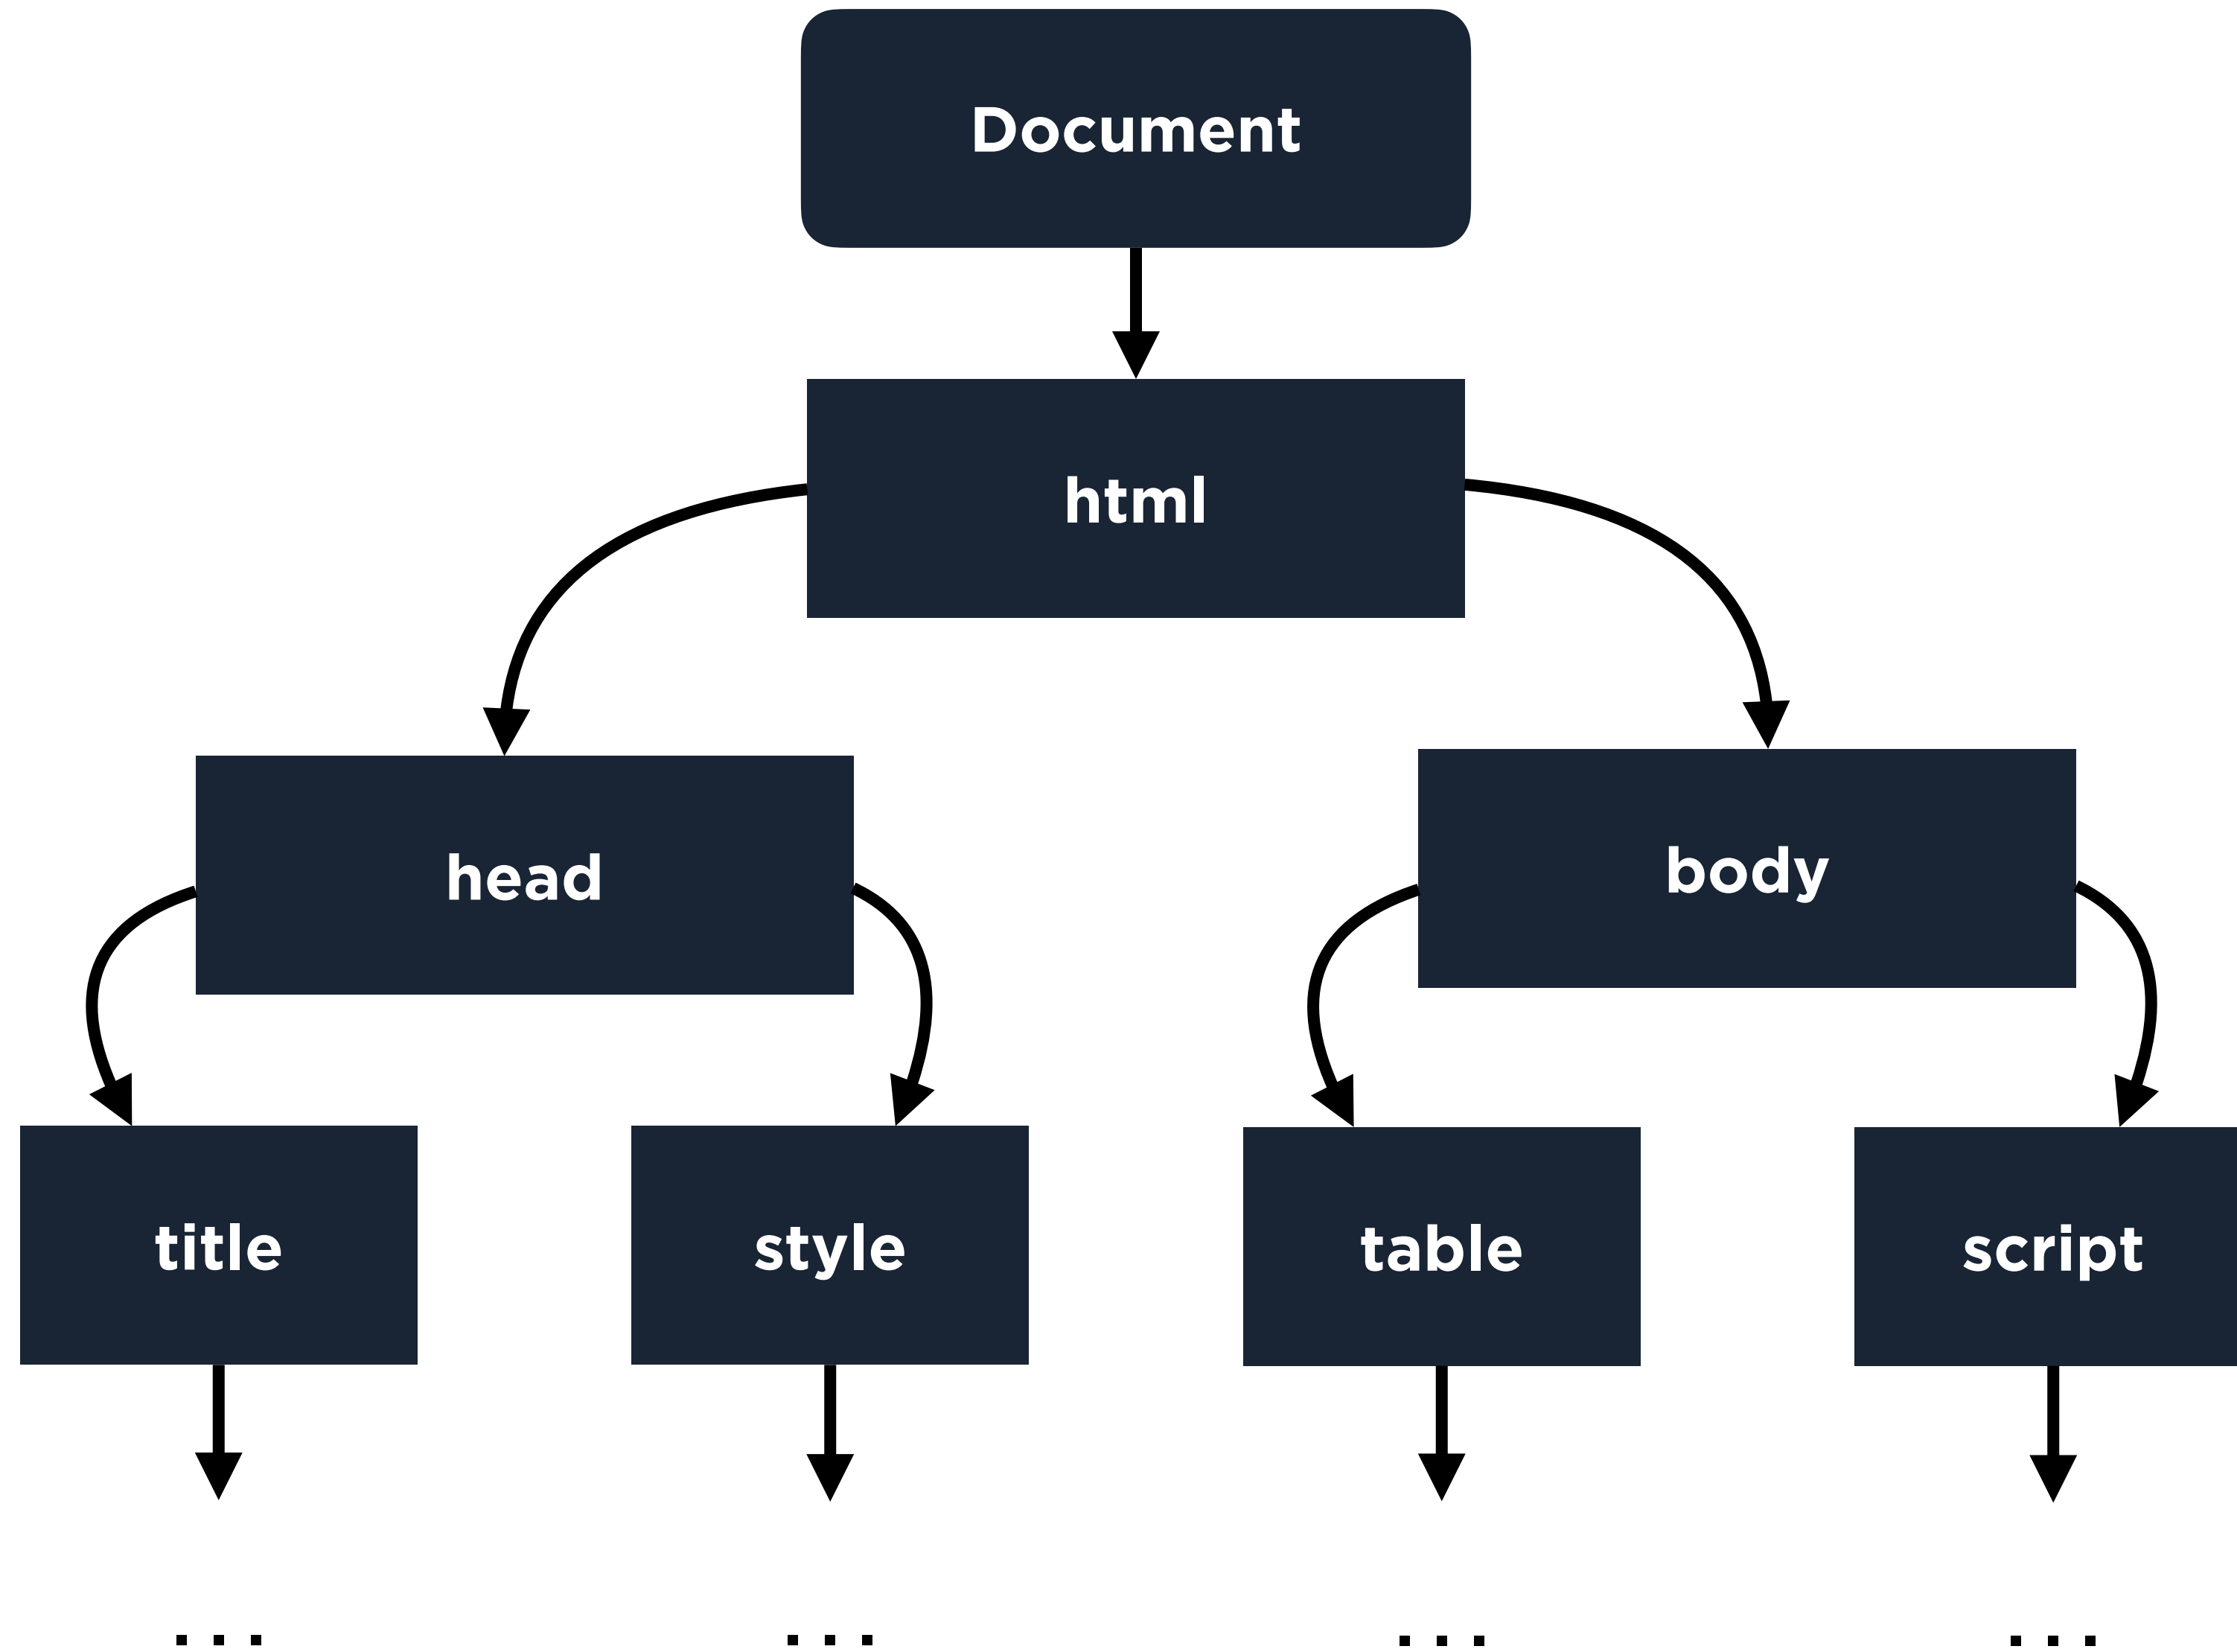 Document
html
head
body
title
style
table
script
... ... ... ...